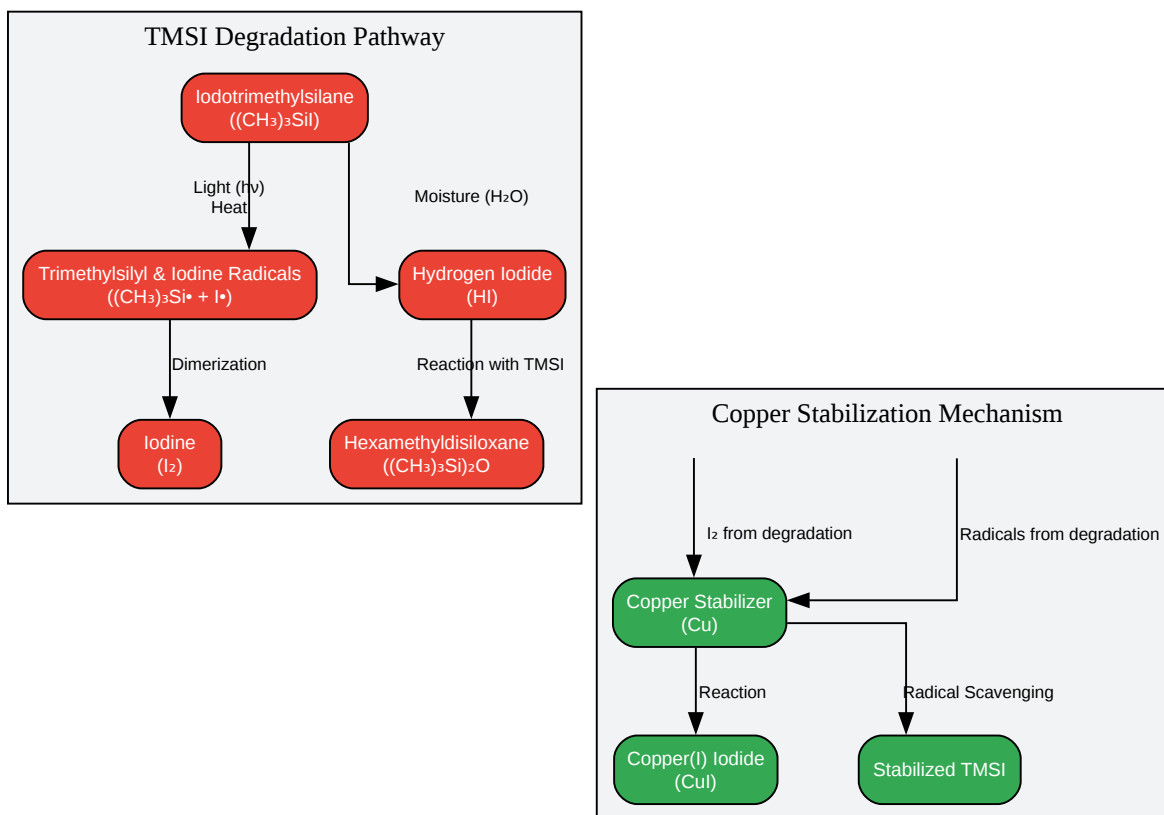 TMSI Degradation Pathway
Iodotrimethylsilane
((CH₃)₃SiI)
Light (hν)
Heat
Moisture (H₂O)
Trimethylsilyl & Iodine Radicals
((CH₃)₃Si• + I•)
Hydrogen Iodide
(HI)
Dimerization
Reaction with TMSI
Iodine
(I₂)
Hexamethyldisiloxane
((CH₃)₃Si)₂O
Copper Stabilization Mechanism
I₂ from degradation
Radicals from degradation
Copper Stabilizer
(Cu)
Reaction
Radical Scavenging
Copper(I) Iodide
(CuI)
Stabilized TMSI